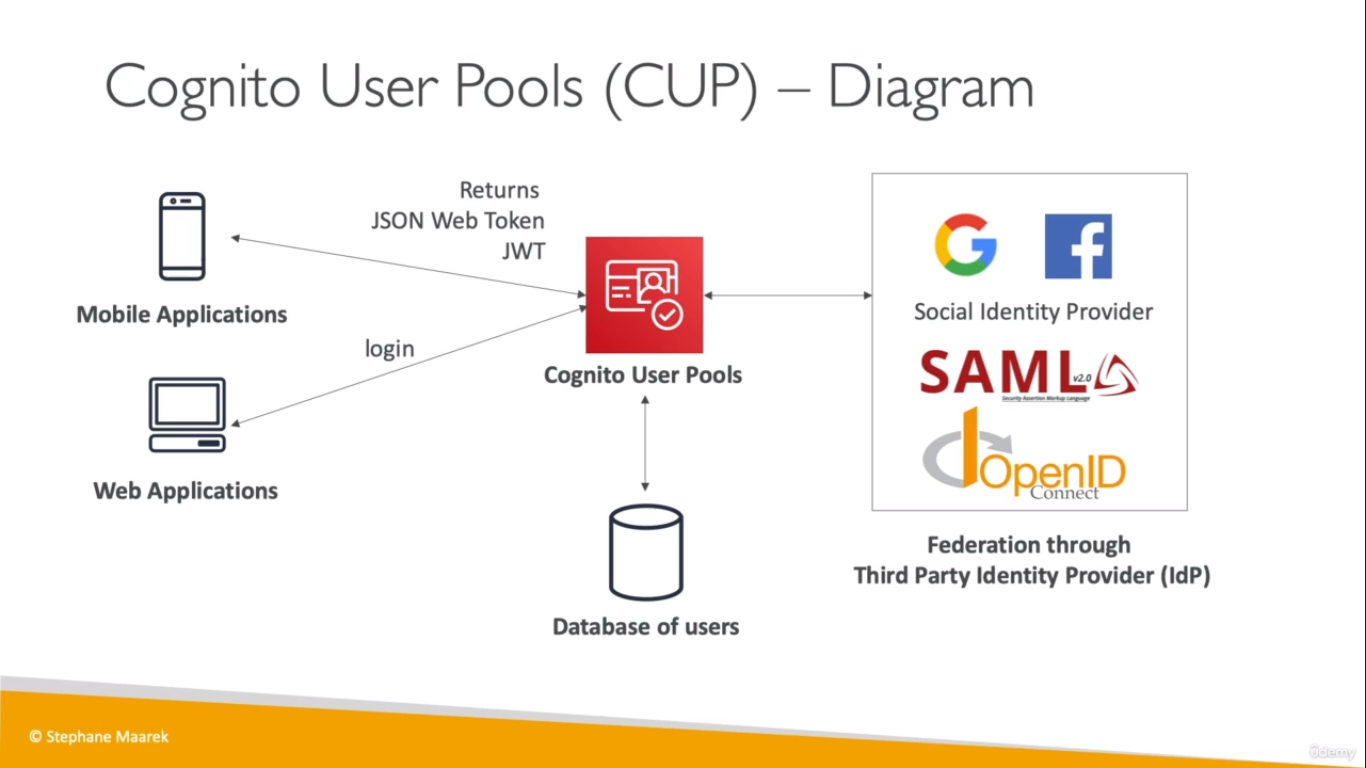 Cognito User Pools (CUP) – Diagram
Returns
JSON Web Token
JWT
Mobile Applications
login
Web Applications
Cognito User Pools
Database of users
Social Identity Provider
SAML v2.0
Security Assertion Markup Language
OpenID
Connect
Federation through
Third Party Identity Provider (IdP)
© Stephane Maarek
ûdemy